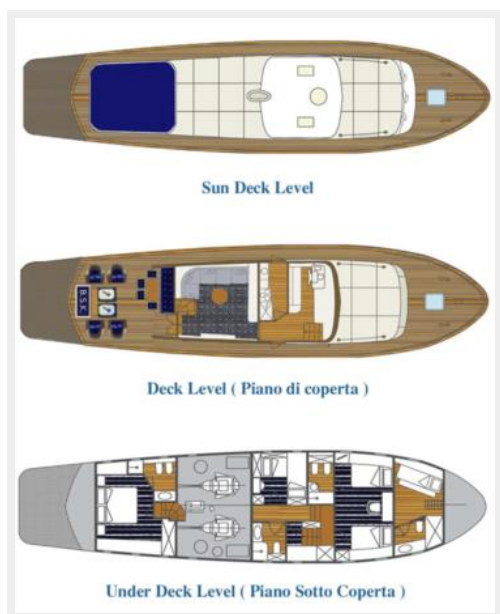 Sun Deck Level
B.S.K.
Deck Level ( Piano di coperta )
Under Deck Level ( Piano Sotto Coperta )